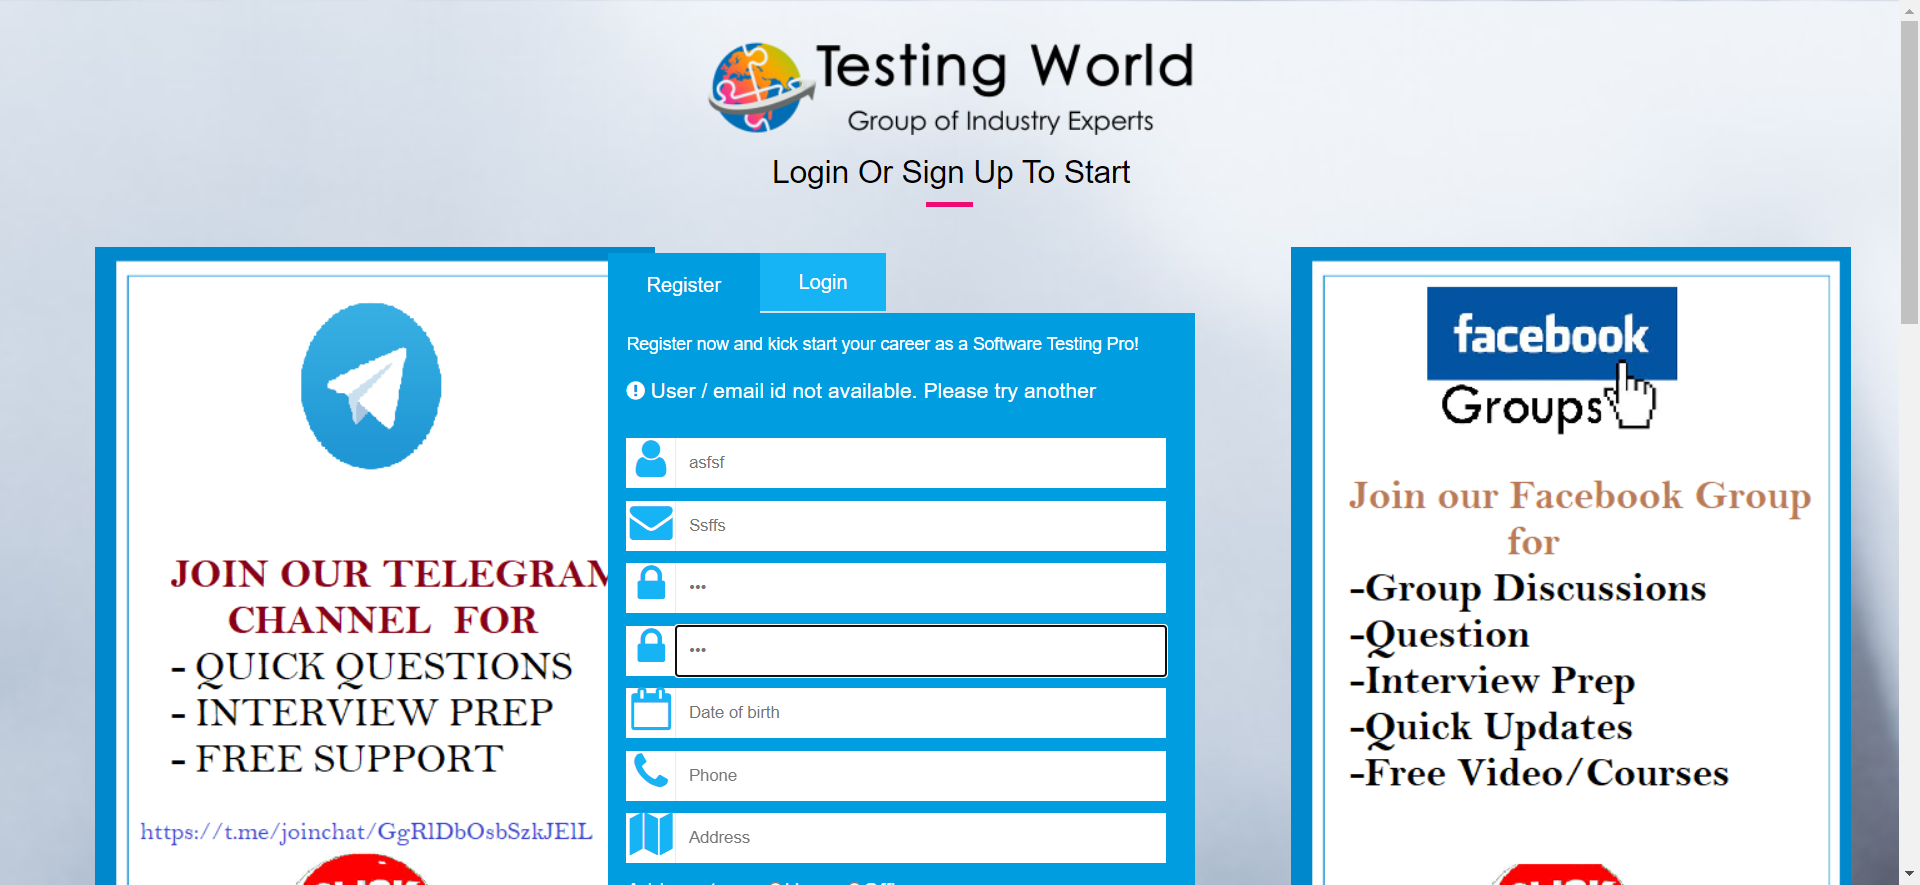 Testing World
Group of Industry Experts
Login Or Sign Up To Start
JOIN OUR TELEGRAM
CHANNEL FOR
- QUICK QUESTIONS
- INTERVIEW PREP
- FREE SUPPORT
https://t.me/joinchat/GgRlDbOsbSzkJElL
Register
Login
Register now and kick start your career as a Software Testing Pro!
User / email id not available. Please try another
asfsf
Ssffs
•••
•••
Date of birth
Phone
Address
facebook
Groups
Join our Facebook Group
for
-Group Discussions
-Question
-Interview Prep
-Quick Updates
-Free Video/Courses